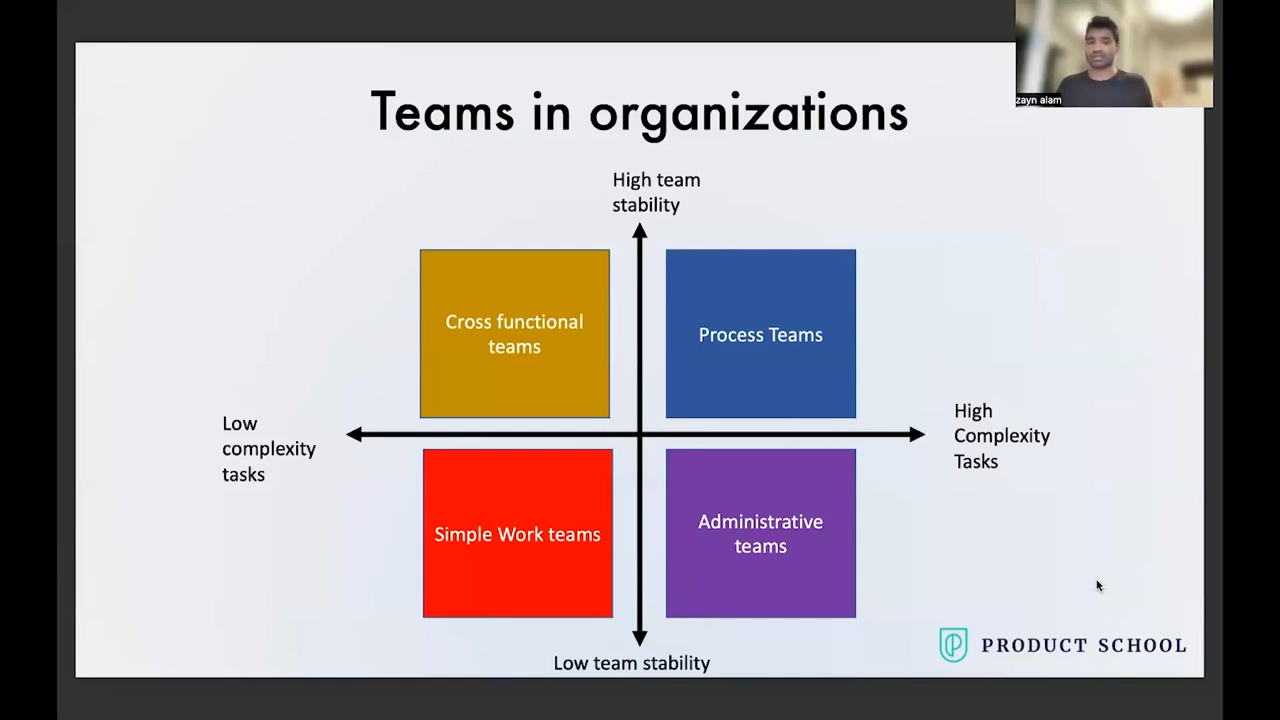 zayn alam
Teams in organizations
High team
stability
Cross functional
teams
Process Teams
Low
complexity
tasks
High
Complexity
Tasks
Simple Work teams
Administrative
teams
Low team stability
PRODUCT SCHOOL